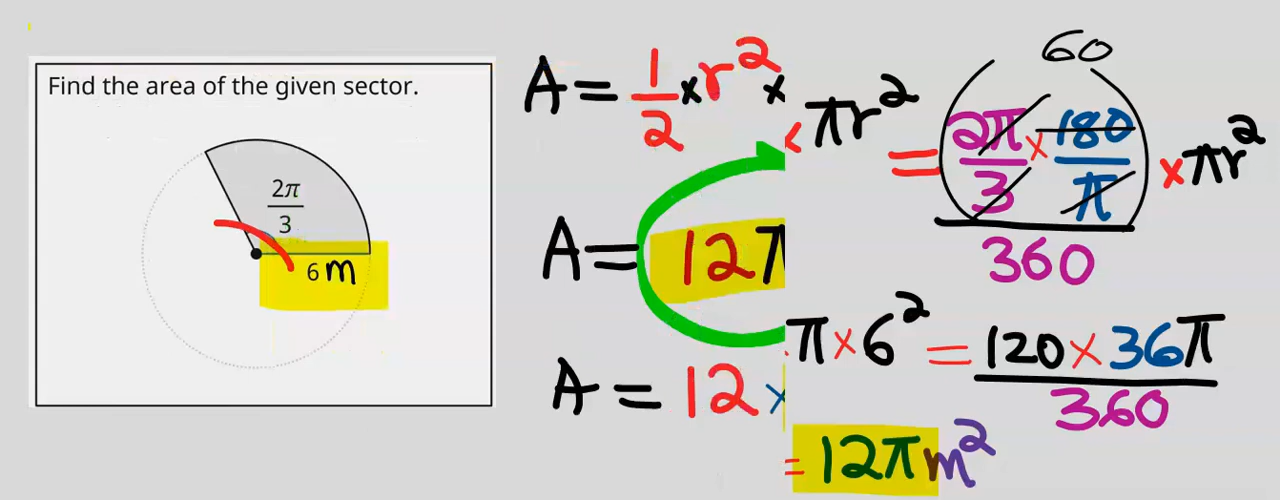 Find the area of the given sector.
2π
3
6 m
A = 1/2 × r² ×
A = 12π
A = 12 ×
× πr² = (2π/3 × 180/π)/360 × πr²
60
π × 6² = 120 × 36π/360
= 12π m²